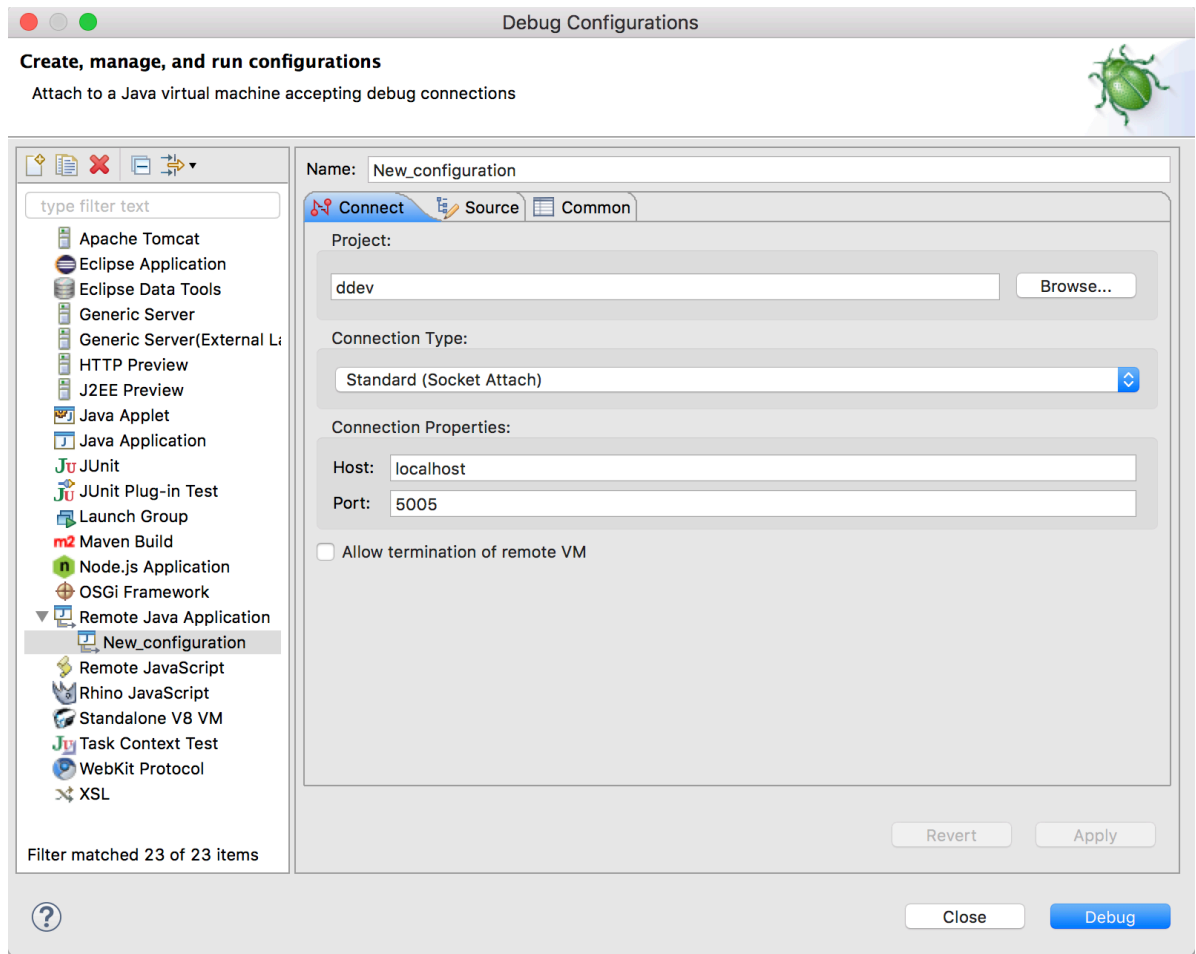 Debug Configurations
Create, manage, and run configurations
Attach to a Java virtual machine accepting debug connections
type filter text
Apache Tomcat
Eclipse Application
Eclipse Data Tools
Generic Server
Generic Server(External La
HTTP Preview
J2EE Preview
Java Applet
Java Application
JUnit
JUnit Plug-in Test
Launch Group
m2 Maven Build
Node.js Application
OSGi Framework
Remote Java Application
New_configuration
Remote JavaScript
Rhino JavaScript
Standalone V8 VM
Task Context Test
WebKit Protocol
XSL
Filter matched 23 of 23 items
Name: New_configuration
Connect Source Common
Project:
ddev Browse...
Connection Type:
Standard (Socket Attach)
Connection Properties:
Host: localhost
Port: 5005
Allow termination of remote VM
Revert Apply
? Close Debug